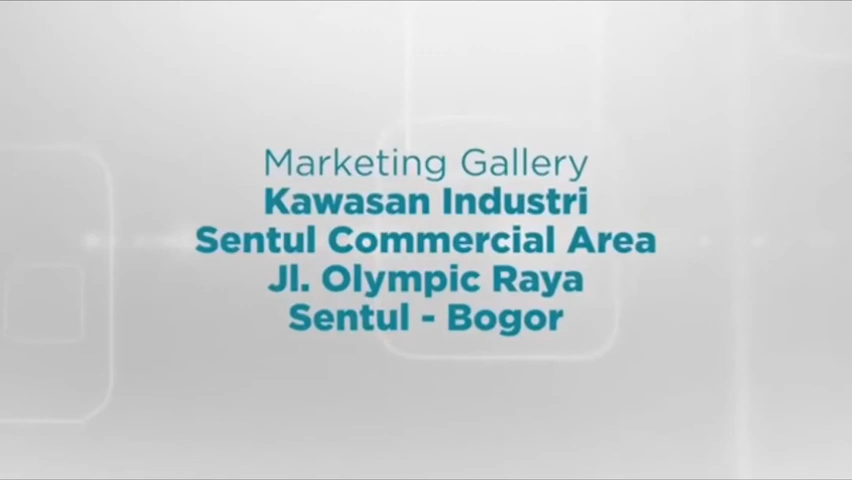 Marketing Gallery
Kawasan Industri
Sentul Commercial Area
Jl. Olympic Raya
Sentul - Bogor